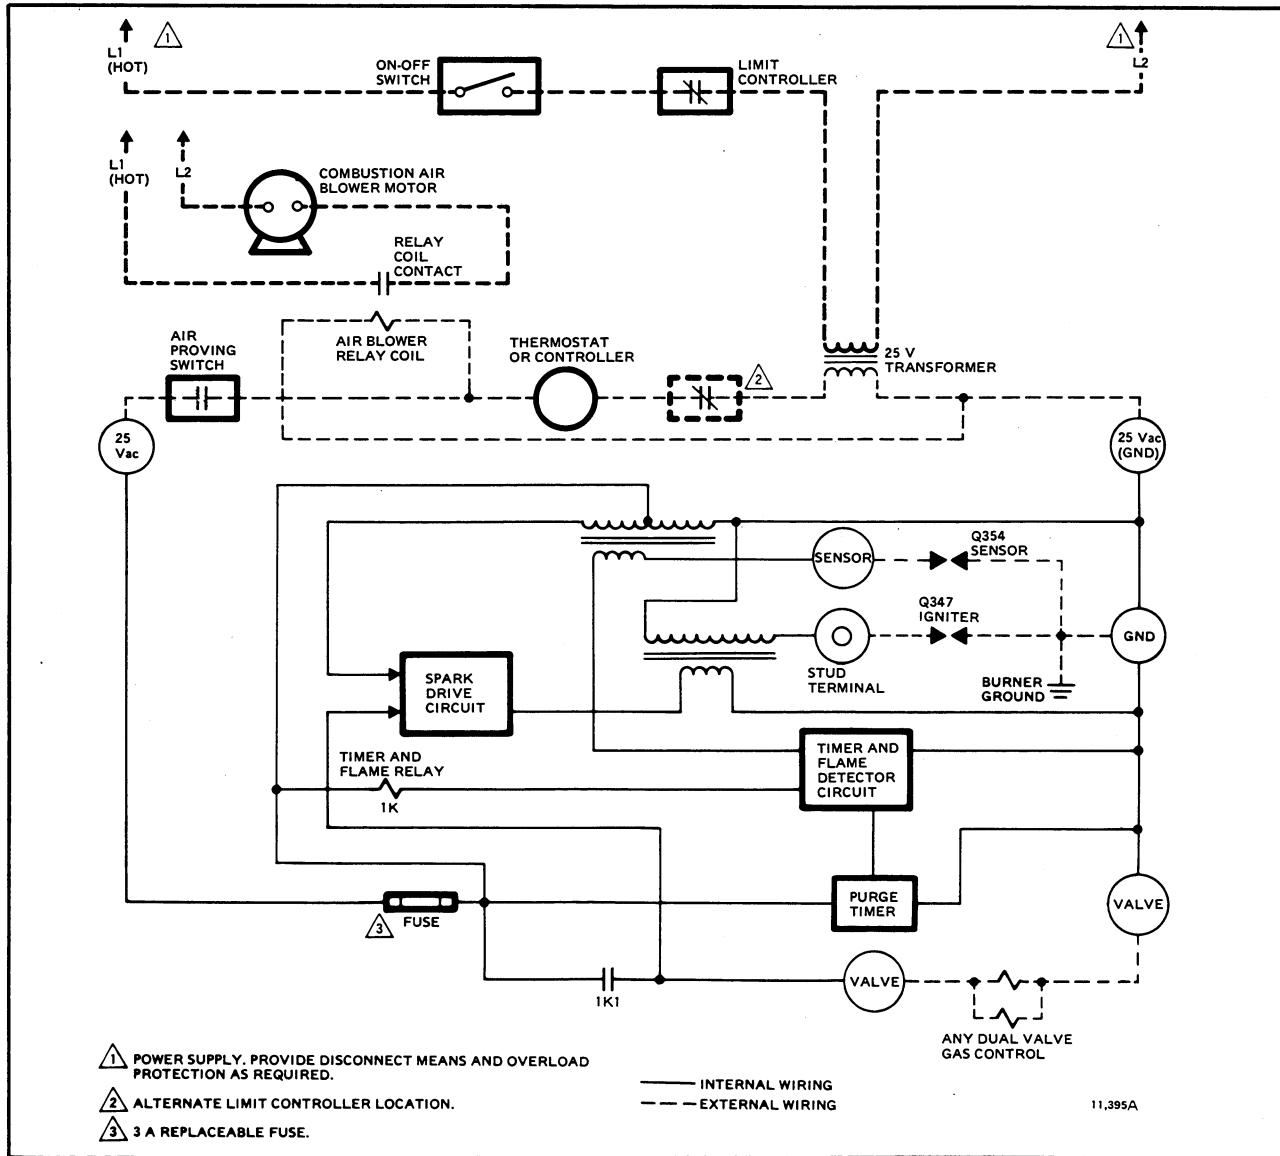 L1
(HOT)
1
ON-OFF
SWITCH
LIMIT
CONTROLLER
1
L2
L1
(HOT)
L2
COMBUSTION AIR
BLOWER MOTOR
RELAY
COIL
CONTACT
AIR
PROVING
SWITCH
AIR BLOWER
RELAY COIL
THERMOSTAT
OR CONTROLLER
2
25 V
TRANSFORMER
25
Vac
25 Vac
(GND)
SENSOR
Q354
SENSOR
Q347
IGNITER
GND
STUD
TERMINAL
BURNER
GROUND
SPARK
DRIVE
CIRCUIT
TIMER AND
FLAME RELAY
1K
TIMER AND
FLAME
DETECTOR
CIRCUIT
PURGE
TIMER
VALVE
3
FUSE
1K1
VALVE
ANY DUAL VALVE
GAS CONTROL
1 POWER SUPPLY. PROVIDE DISCONNECT MEANS AND OVERLOAD
PROTECTION AS REQUIRED.
2 ALTERNATE LIMIT CONTROLLER LOCATION.
3 3 A REPLACEABLE FUSE.
INTERNAL WIRING
EXTERNAL WIRING
11,395A